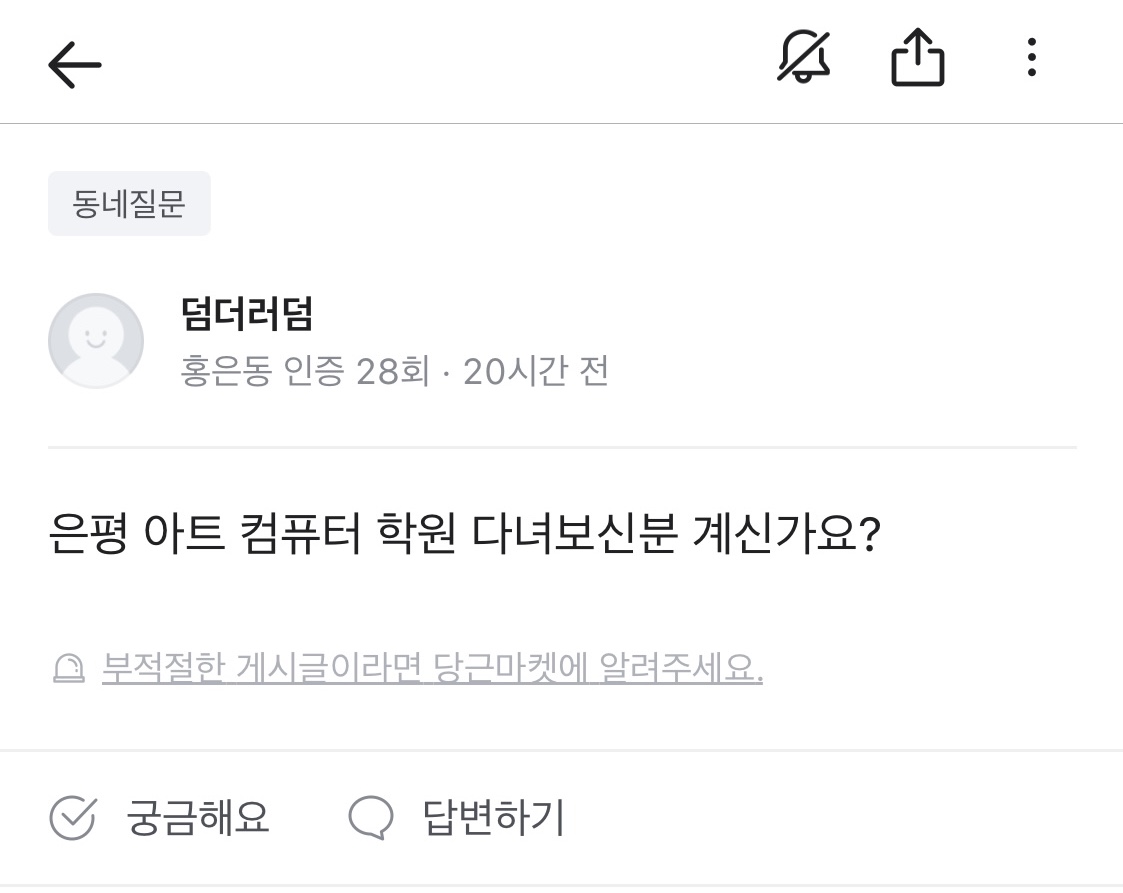 동네질문
덤더러덤
홍은동 인증 28회 · 20시간 전
은평 아트 컴퓨터 학원 다녀보신분 계신가요?
부적절한 게시글이라면 당근마켓에 알려주세요.
궁금해요 답변하기